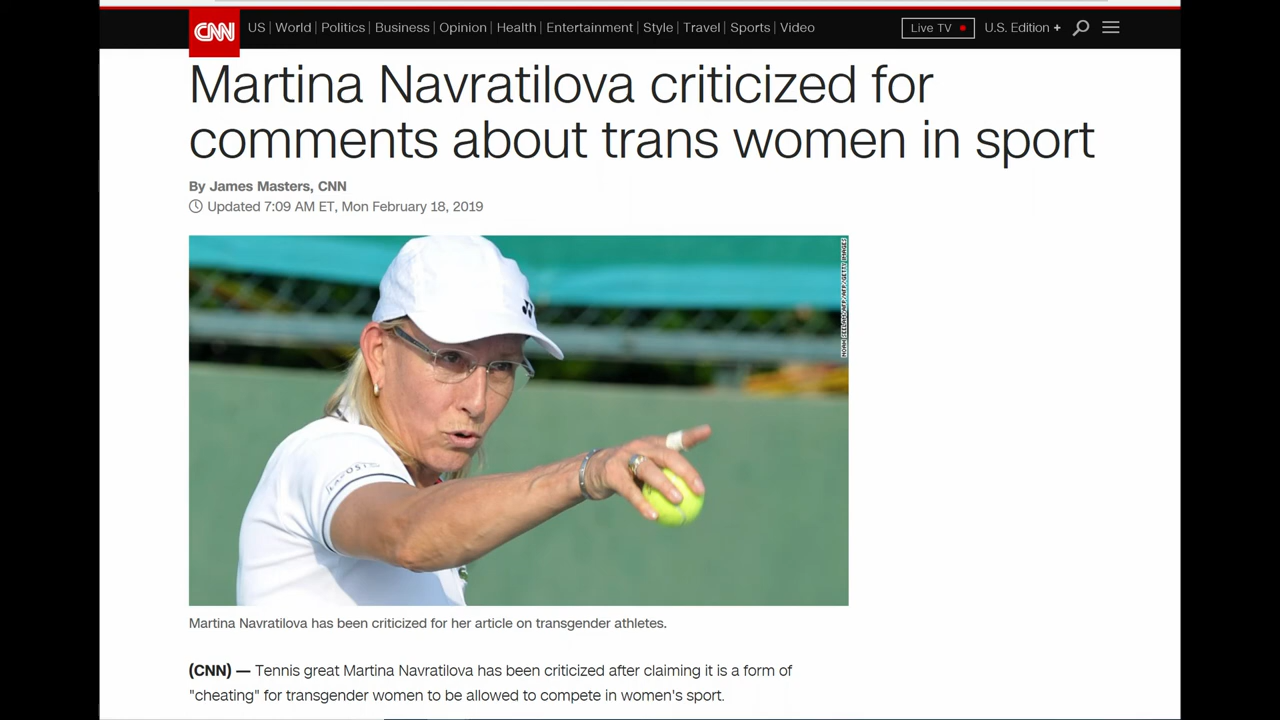 CNN US | World | Politics | Business | Opinion | Health | Entertainment | Style | Travel | Sports | Video Live TV U.S. Edition +
Martina Navratilova criticized for
comments about trans women in sport
By James Masters, CNN
Updated 7:09 AM ET, Mon February 18, 2019
Martina Navratilova has been criticized for her article on transgender athletes.
(CNN) — Tennis great Martina Navratilova has been criticized after claiming it is a form of
"cheating" for transgender women to be allowed to compete in women's sport.